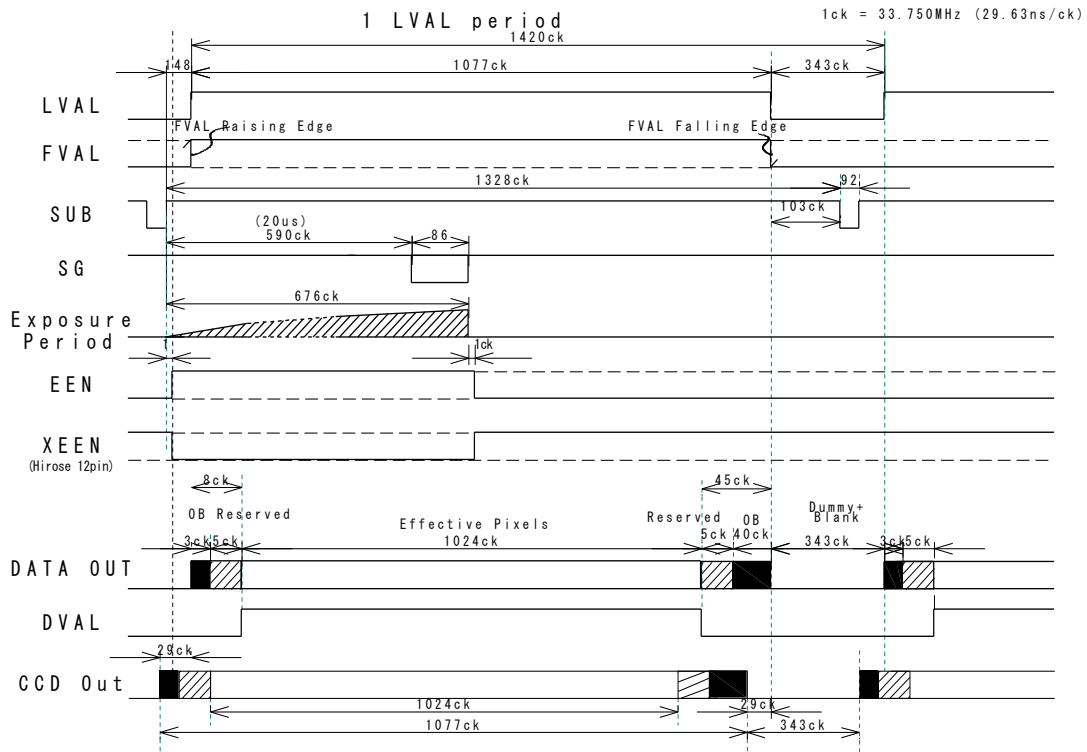 1 LVAL period
1ck = 33.750MHz (29.63ns/ck)
1420ck
148
1077ck
343ck
LVAL
FVAL Raising Edge
FVAL Falling Edge
FVAL
1328ck
92
SUB
103ck
(20us)
590ck
86
SG
676ck
Exposure
Period
1
1ck
EEN
XEEN
(Hirose 12pin)
8ck
45ck
OB Reserved
Effective Pixels
Reserved
OB
Dummy+
Blank
3ck
5ck
1024ck
5ck
40ck
343ck
3ck
5ck
DATA OUT
DVAL
29ck
CCD Out
1024ck
29ck
1077ck
343ck